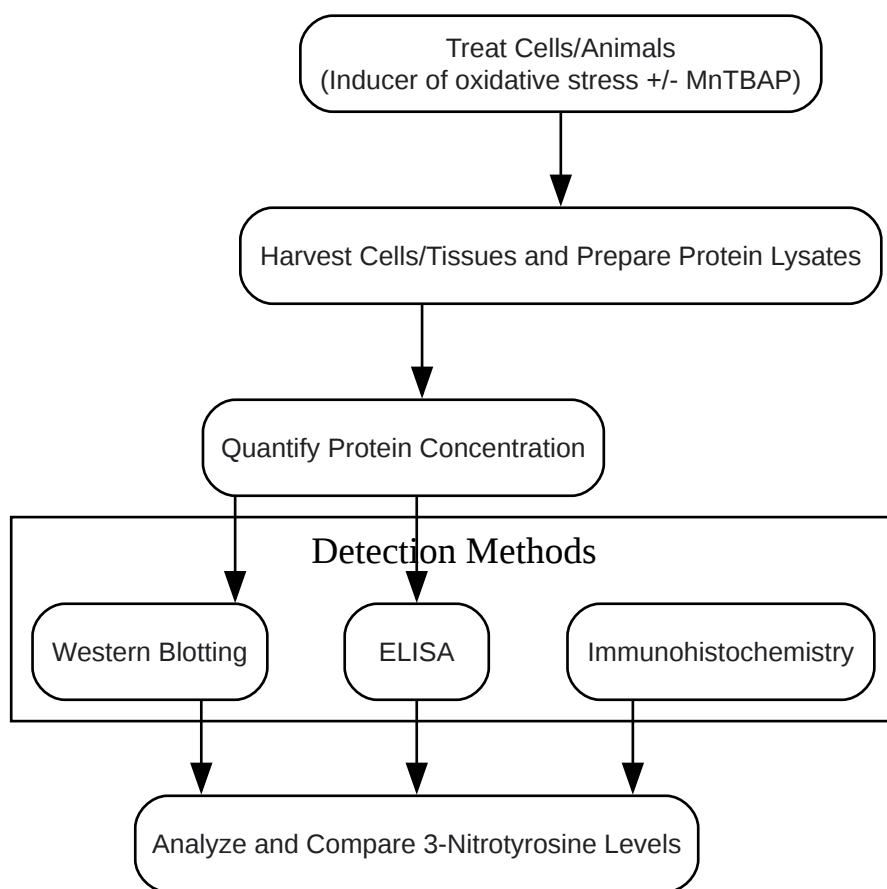 Treat Cells/Animals
(Inducer of oxidative stress +/- MnTBAP)
Harvest Cells/Tissues and Prepare Protein Lysates
Quantify Protein Concentration
Detection Methods
Western Blotting
ELISA
Immunohistochemistry
Analyze and Compare 3-Nitrotyrosine Levels